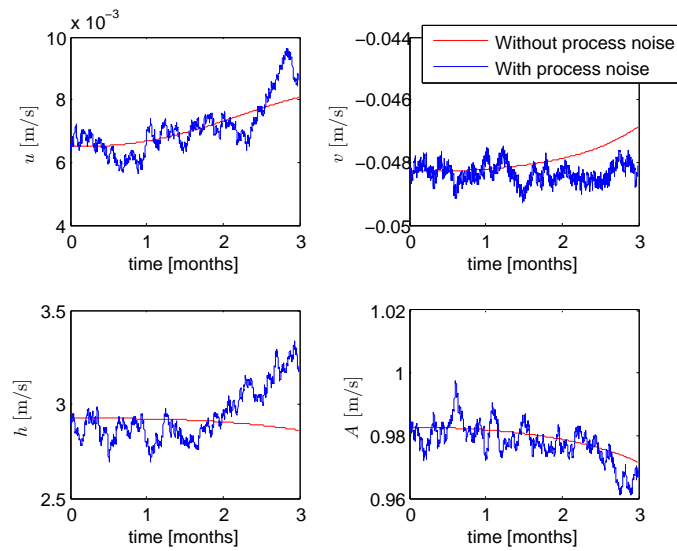 x 10⁻³
10
8
6
4
u [m/s]
0 1 2 3
time [months]
Without process noise
With process noise
−0.044
−0.046
−0.048
−0.05
v [m/s]
0 1 2 3
time [months]
3.5
3
2.5
h [m/s]
0 1 2 3
time [months]
1.02
1
0.98
0.96
A [m/s]
0 1 2 3
time [months]